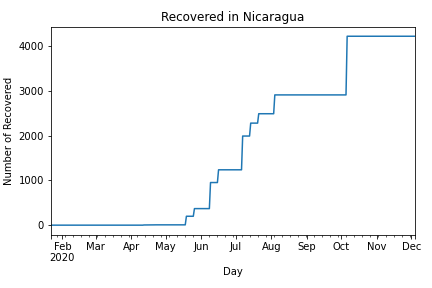 Recovered in Nicaragua
Number of Recovered
4000
3000
2000
1000
0
Feb Mar Apr May Jun Jul Aug Sep Oct Nov Dec
2020
Day